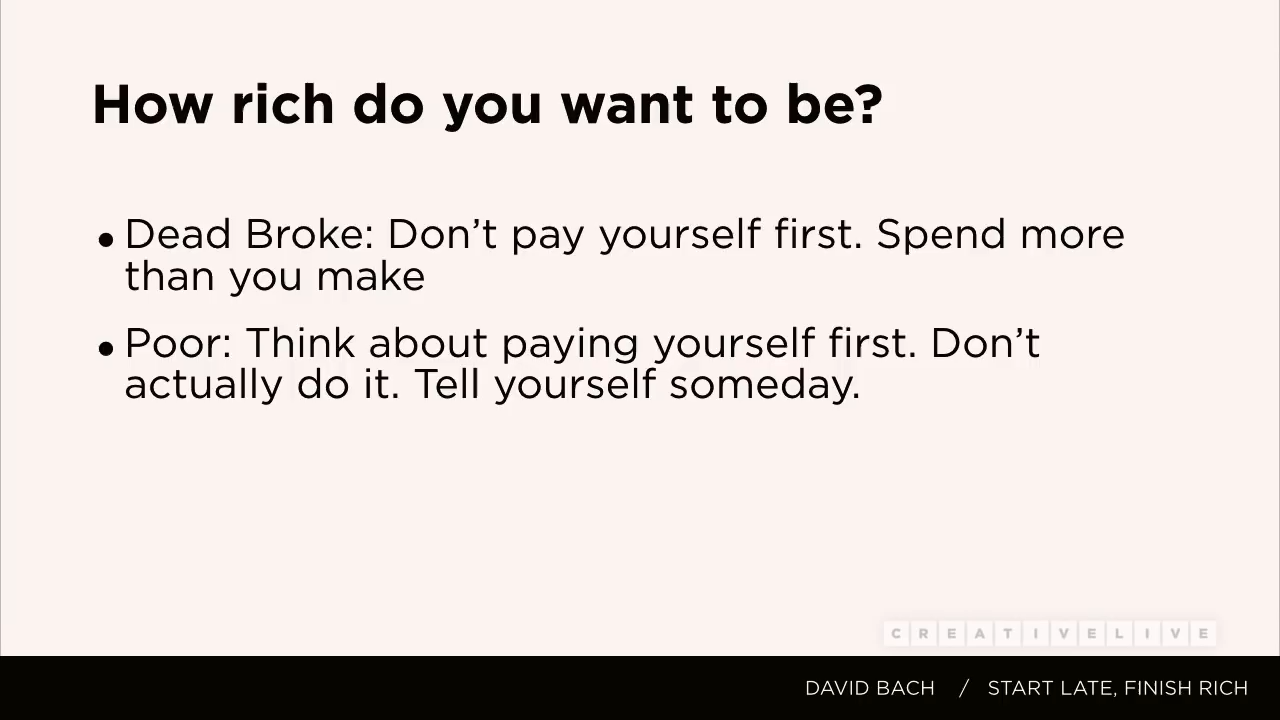 How rich do you want to be?
• Dead Broke: Don’t pay yourself first. Spend more
than you make
• Poor: Think about paying yourself first. Don’t
actually do it. Tell yourself someday.
CREATIVELIVE
DAVID BACH / START LATE, FINISH RICH